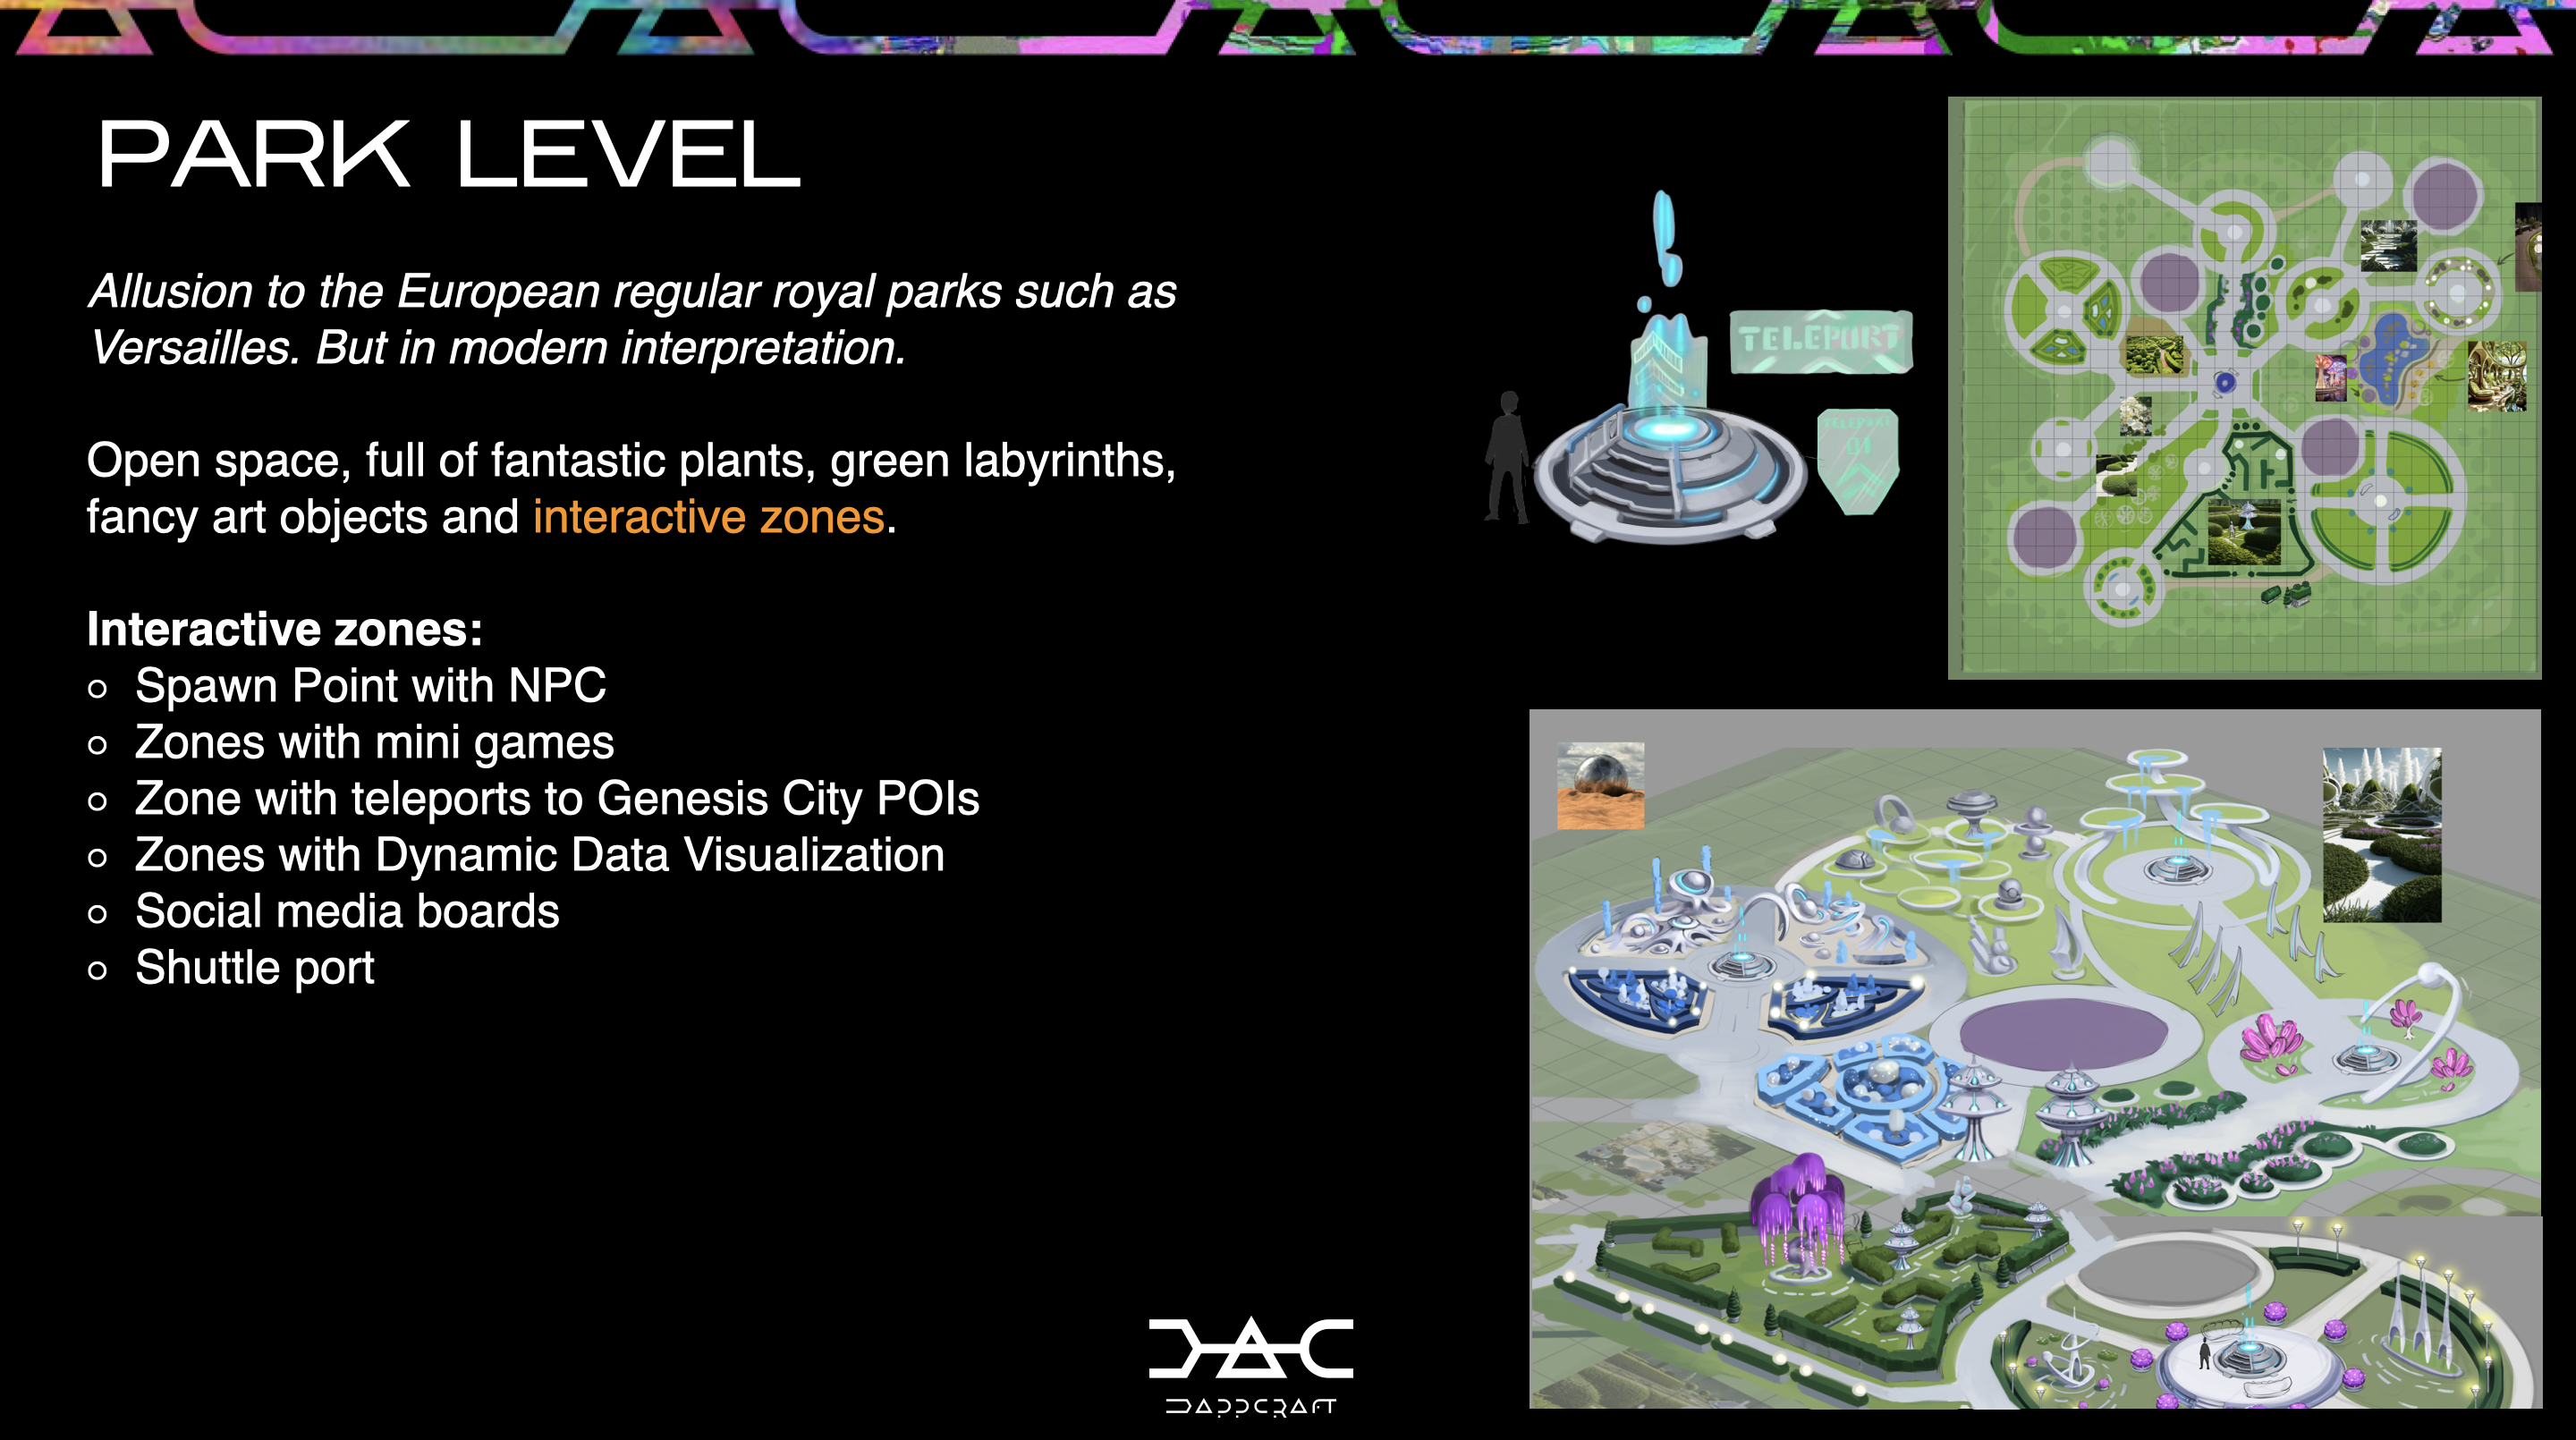 PARK LEVEL
Allusion to the European regular royal parks such as
Versailles. But in modern interpretation.
Open space, full of fantastic plants, green labyrinths,
fancy art objects and interactive zones.
Interactive zones:
○ Spawn Point with NPC
○ Zones with mini games
○ Zone with teleports to Genesis City POIs
○ Zones with Dynamic Data Visualization
○ Social media boards
○ Shuttle port
TELEPORT
TELEPORT
01
DAC
DAPPCRAFT